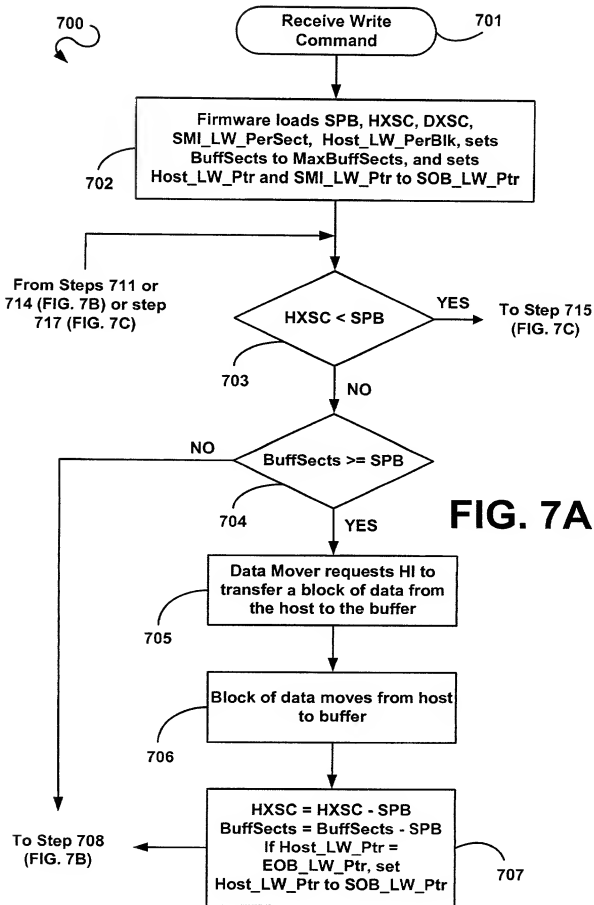 700
Receive Write
Command
701
Firmware loads SPB, HXSC, DXSC,
SMI_LW_PerSect, Host_LW_PerBlk, sets
BuffSects to MaxBuffSects, and sets
Host_LW_Ptr and SMI_LW_Ptr to SOB_LW_Ptr
702
From Steps 711 or
714 (FIG. 7B) or step
717 (FIG. 7C)
HXSC < SPB
YES
To Step 715
(FIG. 7C)
703
NO
NO
BuffSects >= SPB
704
YES
FIG. 7A
Data Mover requests HI to
transfer a block of data from
the host to the buffer
705
Block of data moves from host
to buffer
706
HXSC = HXSC - SPB
BuffSects = BuffSects - SPB
If Host_LW_Ptr =
EOB_LW_Ptr, set
Host_LW_Ptr to SOB_LW_Ptr
707
To Step 708
(FIG. 7B)